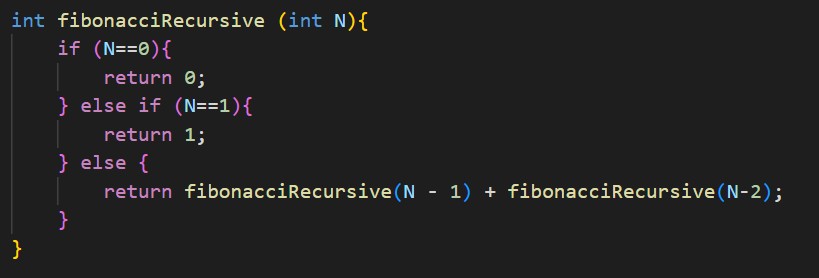 int fibonacciRecursive (int N){
    if (N==0){
        return 0;
    } else if (N==1){
        return 1;
    } else {
        return fibonacciRecursive(N - 1) + fibonacciRecursive(N-2);
    }
}